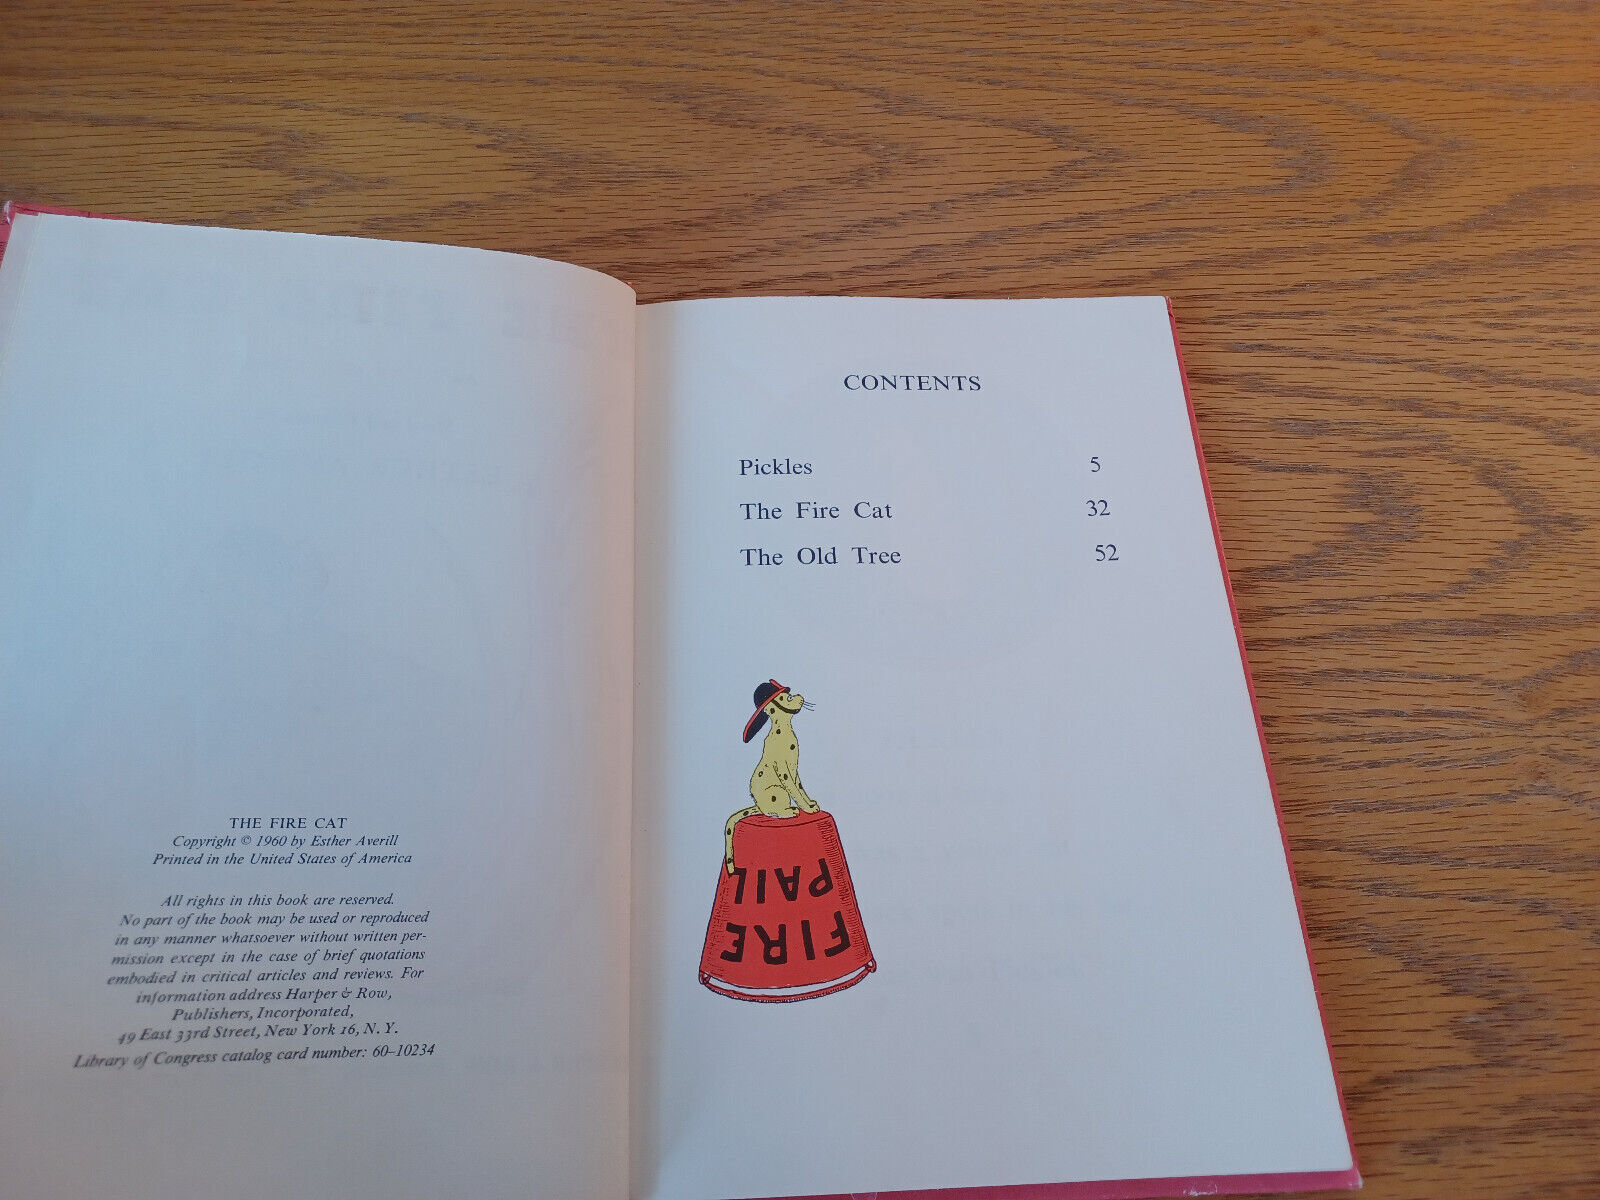 THE FIRE CAT
Copyright © 1960 by Esther Averill
Printed in the United States of America
All rights in this book are reserved.
No part of the book may be used or reproduced
in any manner whatsoever without written per-
mission except in the case of brief quotations
embodied in critical articles and reviews. For
information address Harper & Row,
Publishers, Incorporated,
49 East 33rd Street, New York 16, N. Y.
Library of Congress catalog card number: 60–10234
CONTENTS
Pickles 5
The Fire Cat 32
The Old Tree 52
FIRE
PAIL